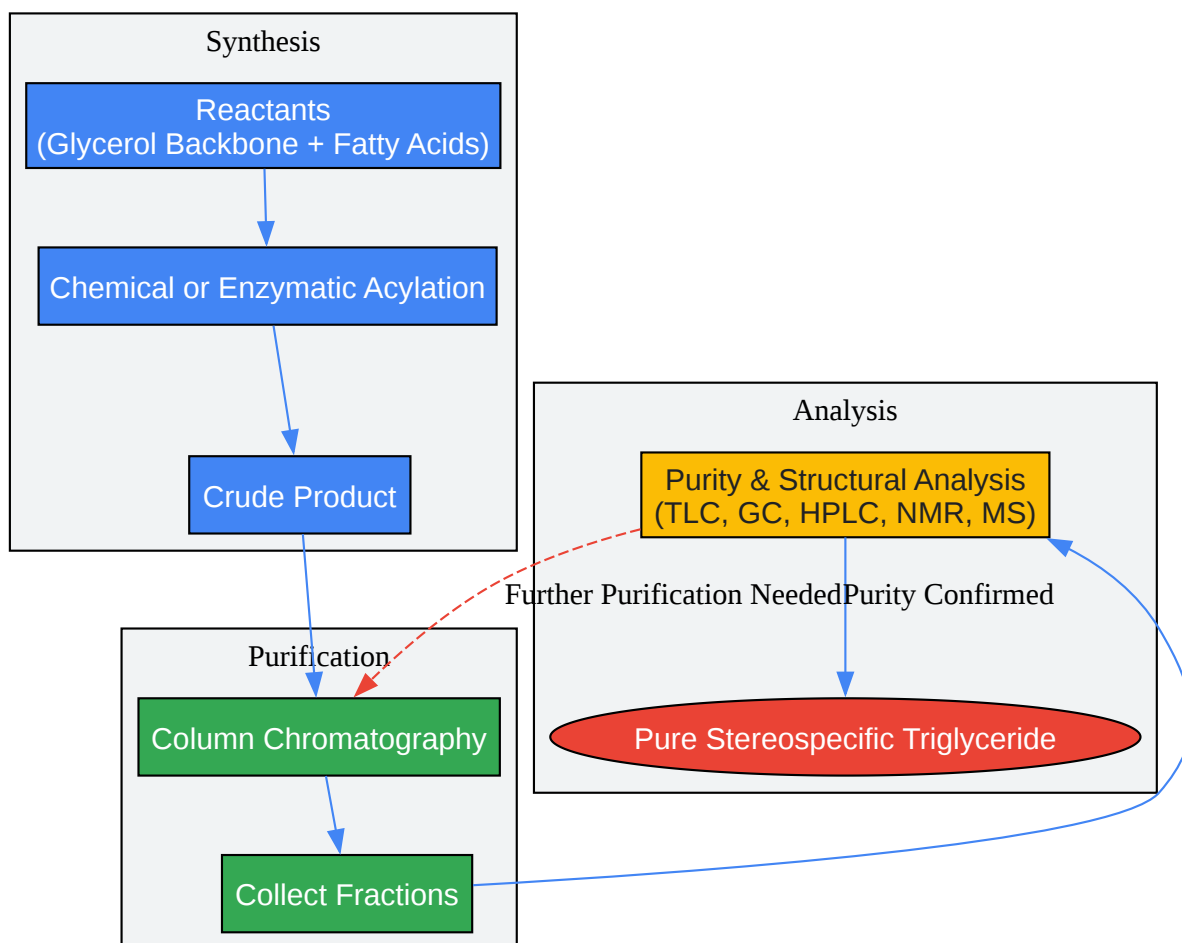 Synthesis
Reactants
(Glycerol Backbone + Fatty Acids)
Chemical or Enzymatic Acylation
Crude Product
Analysis
Purity & Structural Analysis
(TLC, GC, HPLC, NMR, MS)
Further Purification Needed
Purity Confirmed
Purification
Column Chromatography
Pure Stereospecific Triglyceride
Collect Fractions